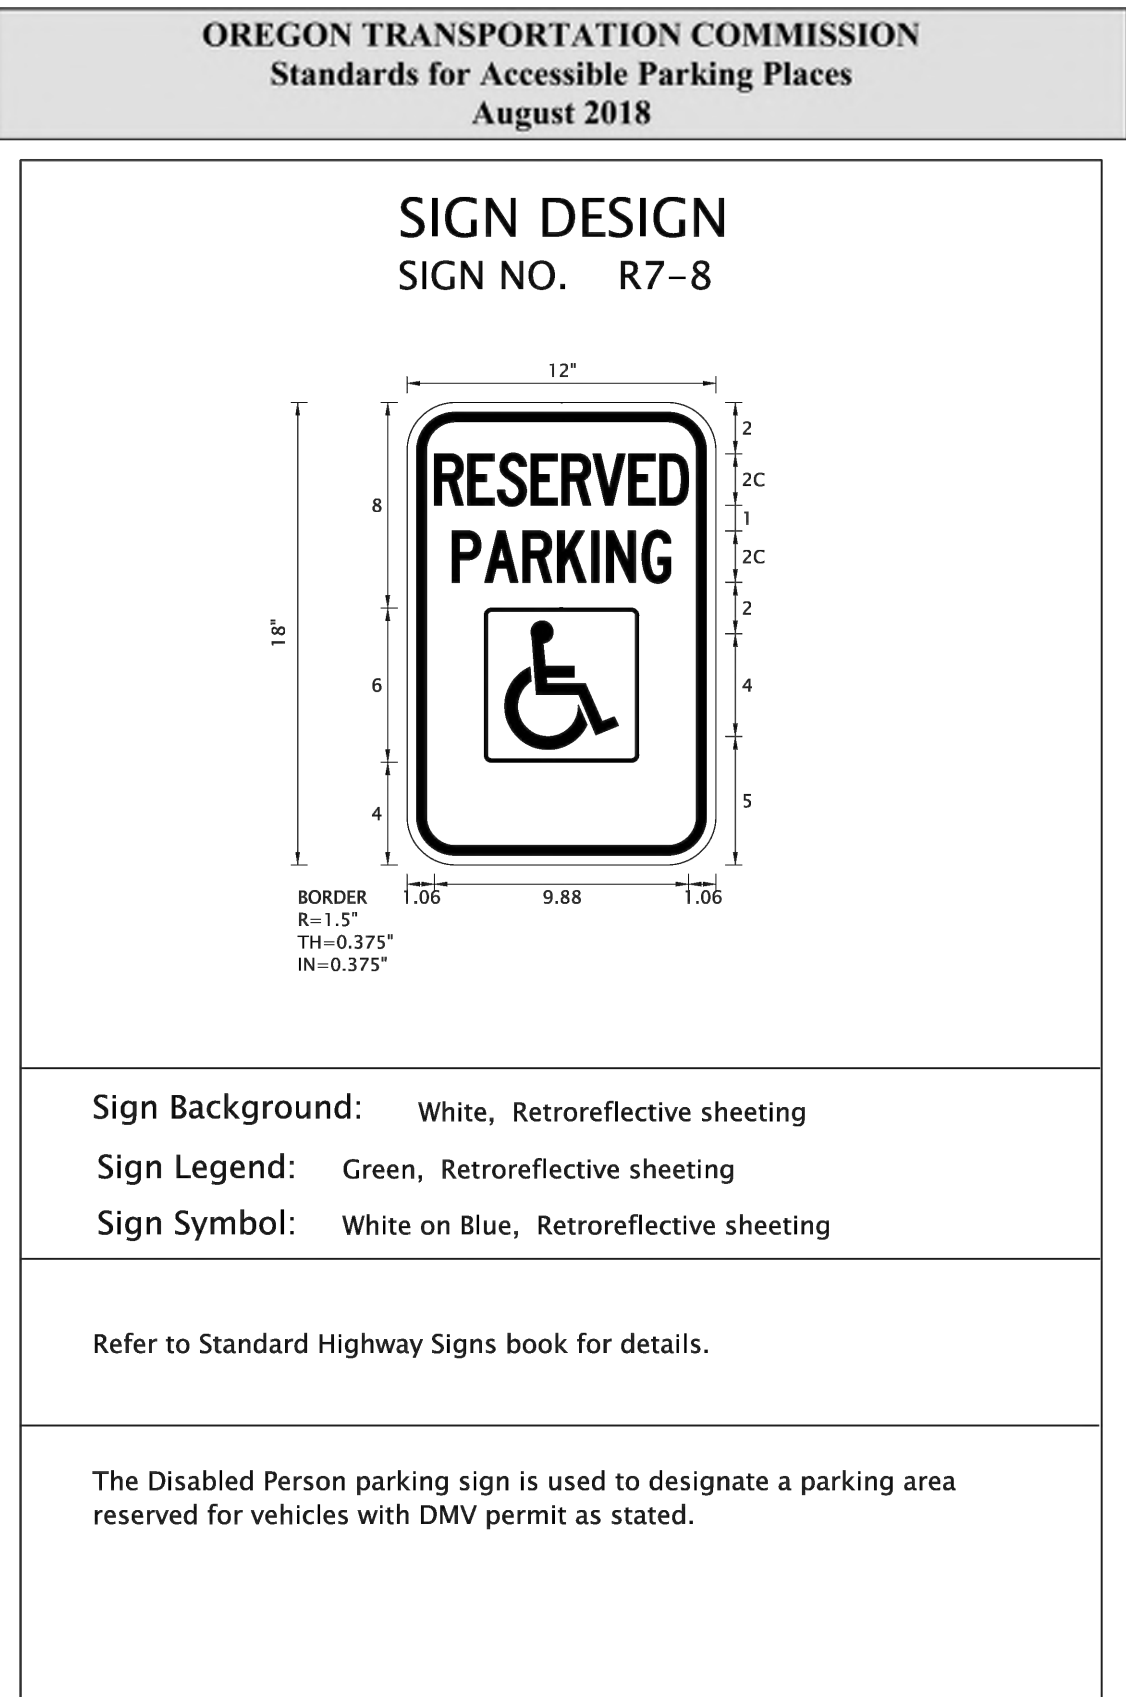 OREGON TRANSPORTATION COMMISSION
Standards for Accessible Parking Places
August 2018
SIGN DESIGN
SIGN NO. R7-8
12"
18"
8
6
4
RESERVED
PARKING
2
2C
1
2C
2
4
5
1.06 9.88 1.06
BORDER
R=1.5"
TH=0.375"
IN=0.375"
Sign Background: White, Retroreflective sheeting
Sign Legend: Green, Retroreflective sheeting
Sign Symbol: White on Blue, Retroreflective sheeting
Refer to Standard Highway Signs book for details.
The Disabled Person parking sign is used to designate a parking area
reserved for vehicles with DMV permit as stated.